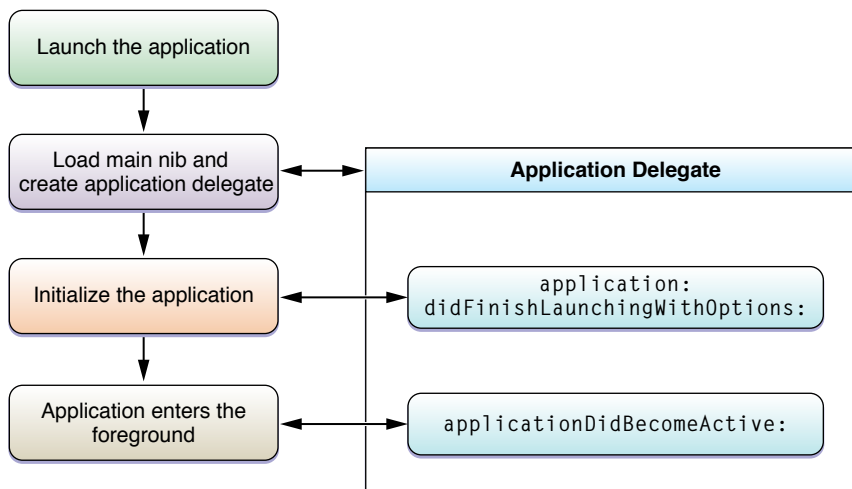 Launch the application
Load main nib and
create application delegate
Application Delegate
Initialize the application
application:
didFinishLaunchingWithOptions:
Application enters the
foreground
applicationDidBecomeActive: